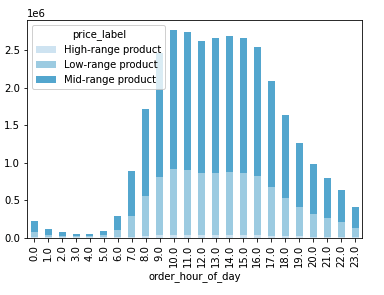 1e6
price_label
High-range product
Low-range product
Mid-range product
2.5
2.0
1.5
1.0
0.5
0.0
0.0 1.0 2.0 3.0 4.0 5.0 6.0 7.0 8.0 9.0 10.0 11.0 12.0 13.0 14.0 15.0 16.0 17.0 18.0 19.0 20.0 21.0 22.0 23.0
order_hour_of_day